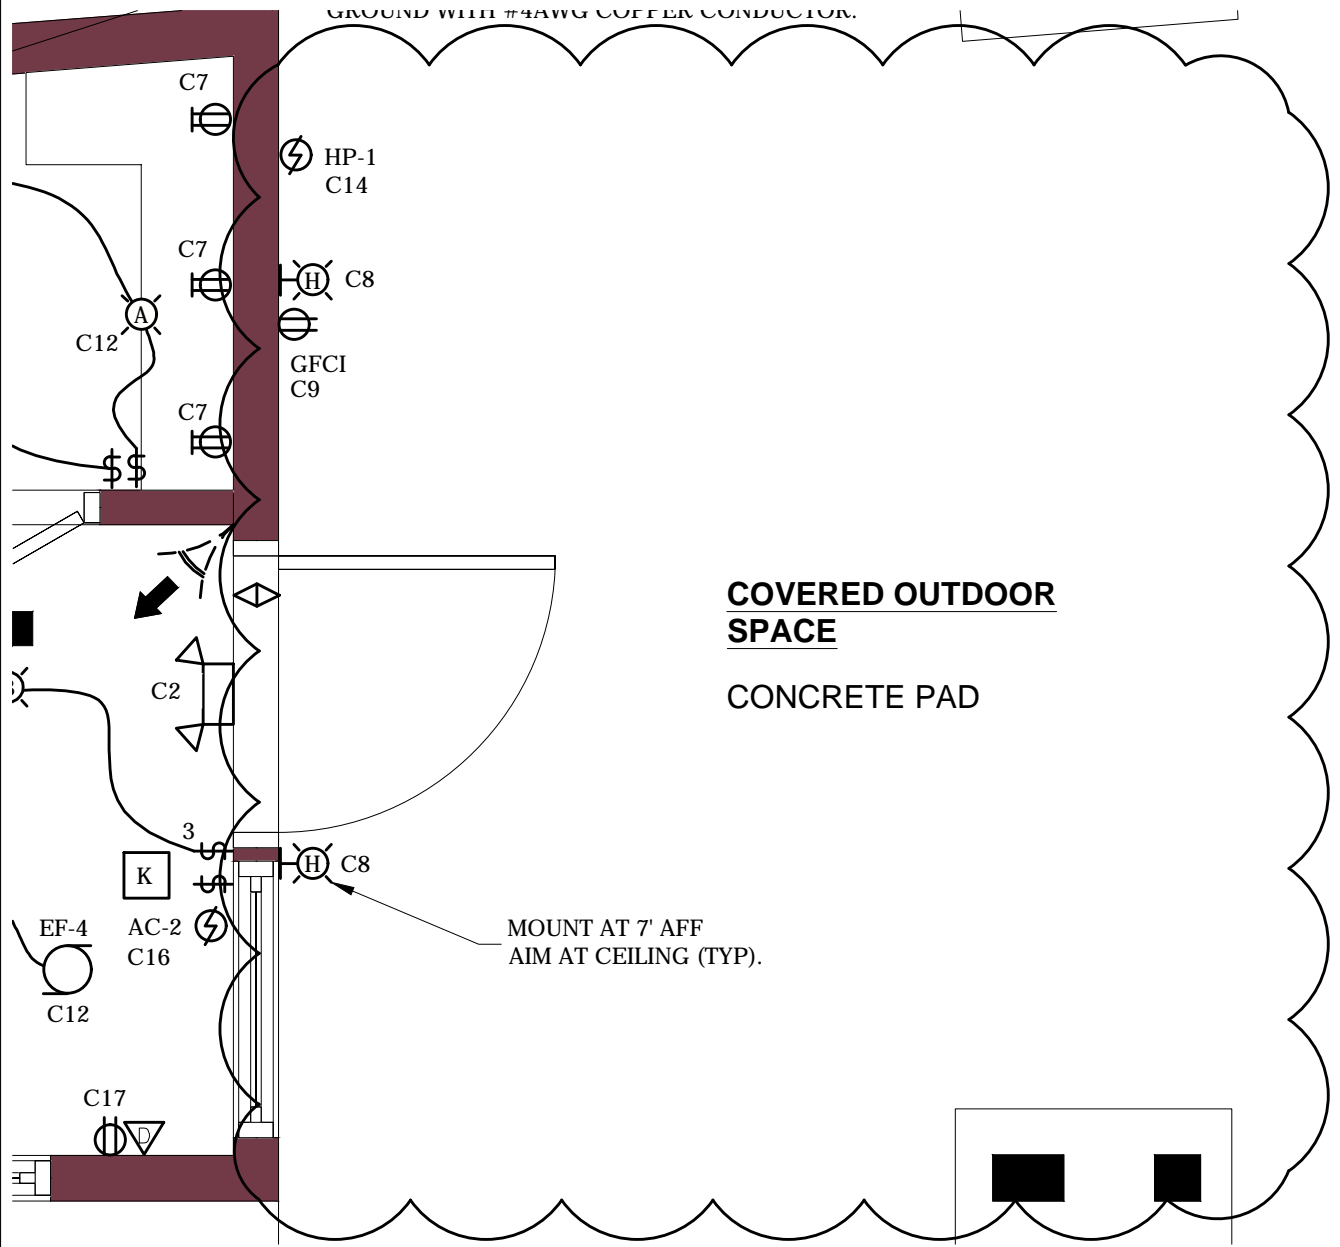 GROUND WITH #4AWG COPPER CONDUCTOR.
C7
HP-1
C14
C7
H
C8
A
C12
GFCI
C9
C7
$$
COVERED OUTDOOR
SPACE
CONCRETE PAD
C2
3
K
H
C8
AC-2
C16
EF-4
C12
MOUNT AT 7' AFF
AIM AT CEILING (TYP).
C17
D